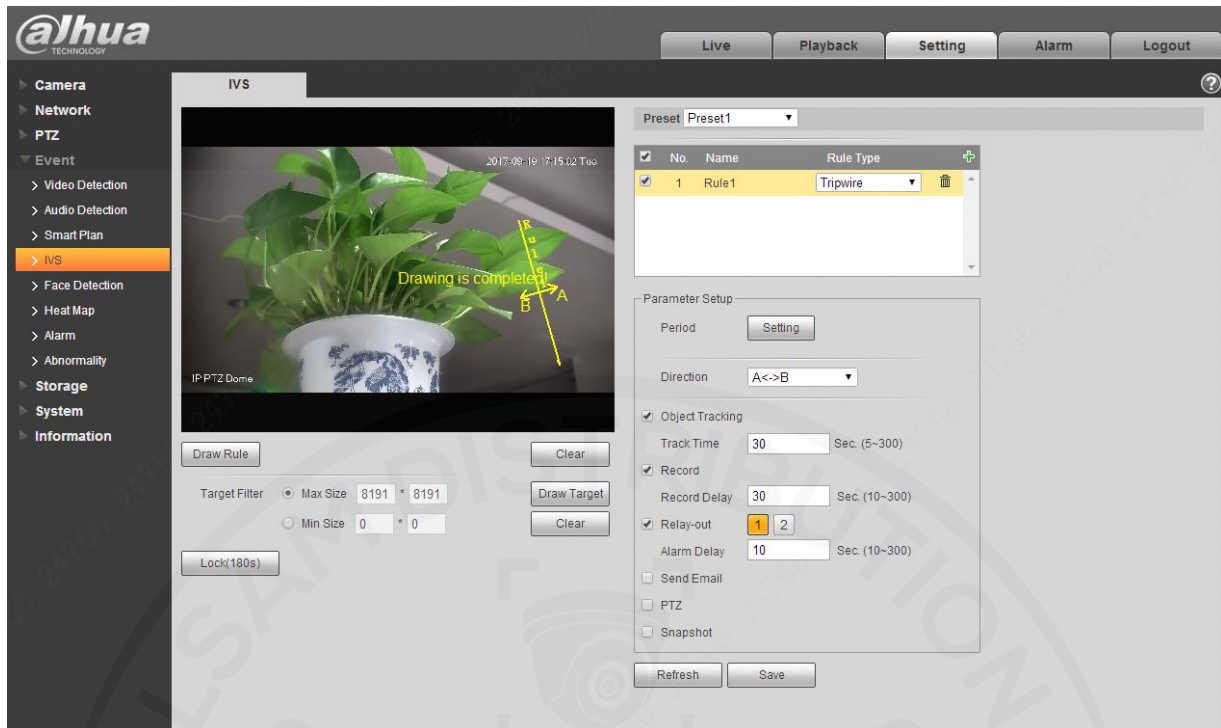 alhua
TECHNOLOGY
Live Playback Setting Alarm Logout
Camera
Network
PTZ
Event
> Video Detection
> Audio Detection
> Smart Plan
> IVS
> Face Detection
> Heat Map
> Alarm
> Abnormality
Storage
System
Information
IVS
?
2017-09-19 17:15:02 Tue
Rule
Drawing is completed!
B A
IP PTZ Dome
Draw Rule Clear
Target Filter Max Size 8191 * 8191 Draw Target
Min Size 0 * 0 Clear
Lock(180s)
Preset Preset1
No. Name Rule Type
1 Rule1 Tripwire
Parameter Setup
Period Setting
Direction A<->B
Object Tracking
Track Time 30 Sec. (5~300)
Record
Record Delay 30 Sec. (10~300)
Relay-out 1 2
Alarm Delay 10 Sec. (10~300)
Send Email
PTZ
Snapshot
Refresh Save
DISTRIBUTION